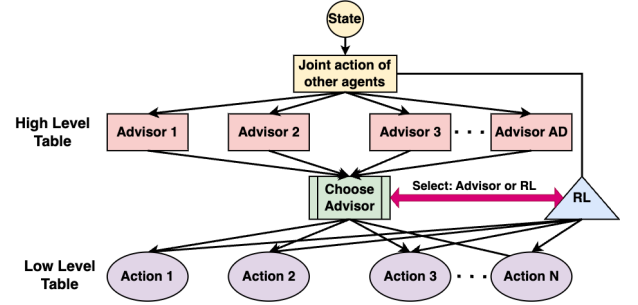 State
Joint action of
other agents
High Level
Table
Advisor 1
Advisor 2
Advisor 3
. . .
Advisor AD
Choose
Advisor
Select: Advisor or RL
RL
Low Level
Table
Action 1
Action 2
Action 3
. . .
Action N